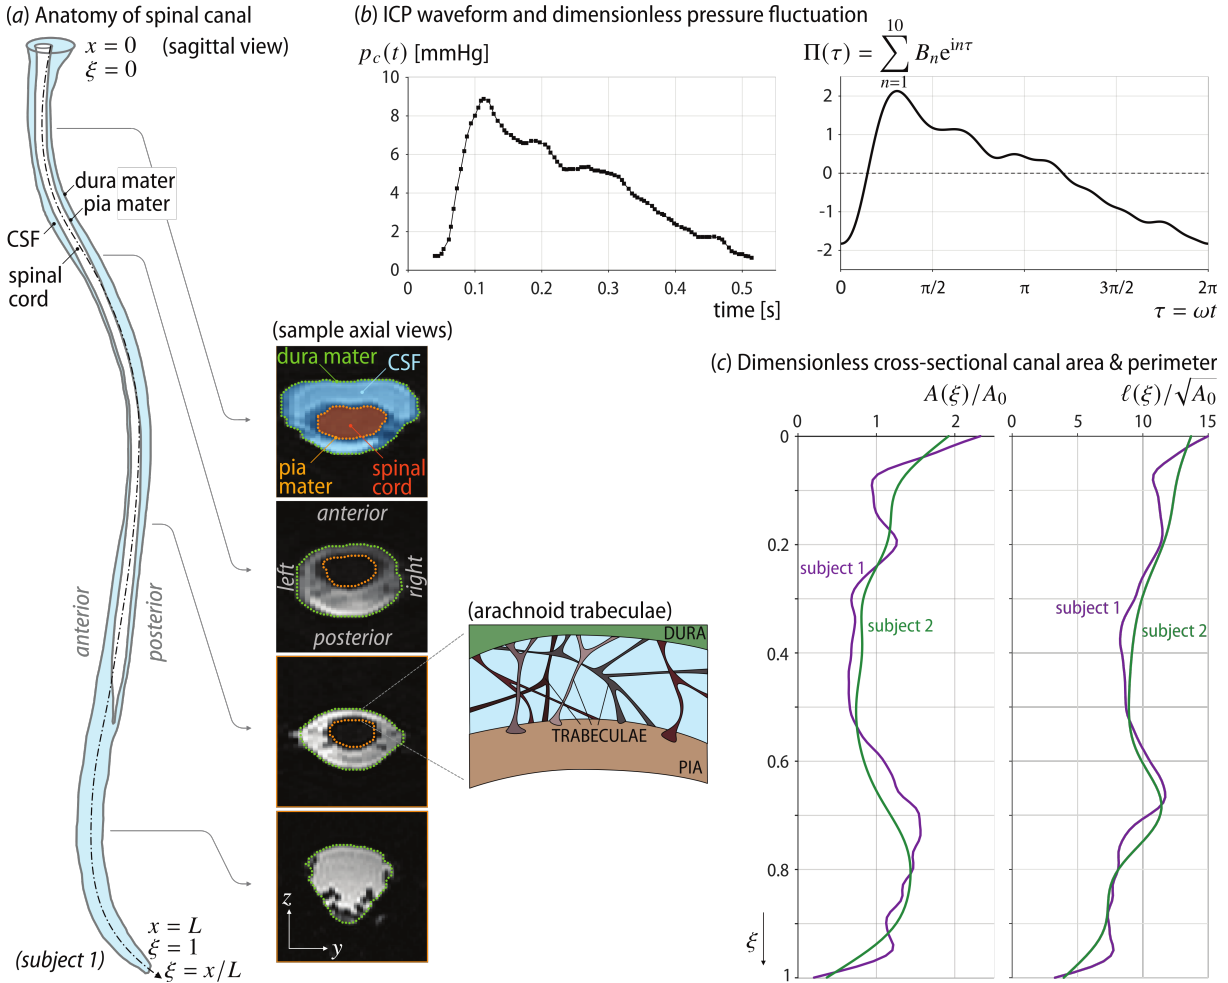 (a) Anatomy of spinal canal
x = 0 (sagittal view)
ξ = 0
dura mater
pia mater
CSF
spinal
cord
anterior
posterior
x = L
ξ = 1
(subject 1)
ξ = x/L
(b) ICP waveform and dimensionless pressure fluctuation
p_c(t) [mmHg]
10
8
6
4
2
0
0 0.1 0.2 0.3 0.4 0.5
time [s]
Π(τ) = ∑_{n=1}^{10} B_n e^{inτ}
2
1
0
-1
-2
0 π/2 π 3π/2 2π
τ = ωt
(sample axial views)
dura mater
CSF
pia
mater
spinal
cord
anterior
left
right
posterior
z
y
(arachnoid trabeculae)
DURA
TRABECULAE
PIA
(c) Dimensionless cross-sectional canal area & perimeter
A(ξ)/A₀
0 1 2
0
0.2
0.4
0.6
0.8
1
ξ
subject 1
subject 2
ℓ(ξ)/√A₀
0 5 10 15
subject 1
subject 2